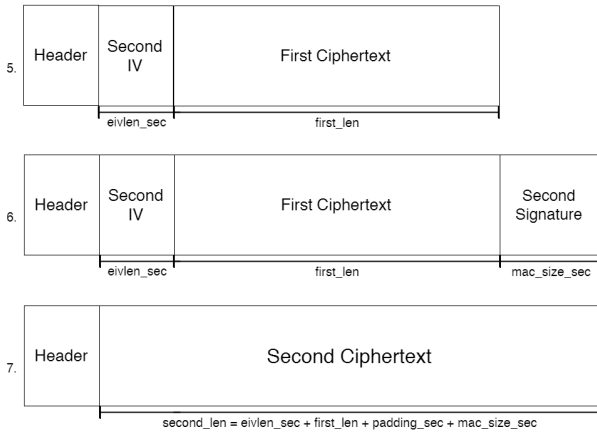 5.
Header
Second
IV
First Ciphertext
eivlen_sec
first_len
6.
Header
Second
IV
First Ciphertext
Second
Signature
eivlen_sec
first_len
mac_size_sec
7.
Header
Second Ciphertext
second_len = eivlen_sec + first_len + padding_sec + mac_size_sec